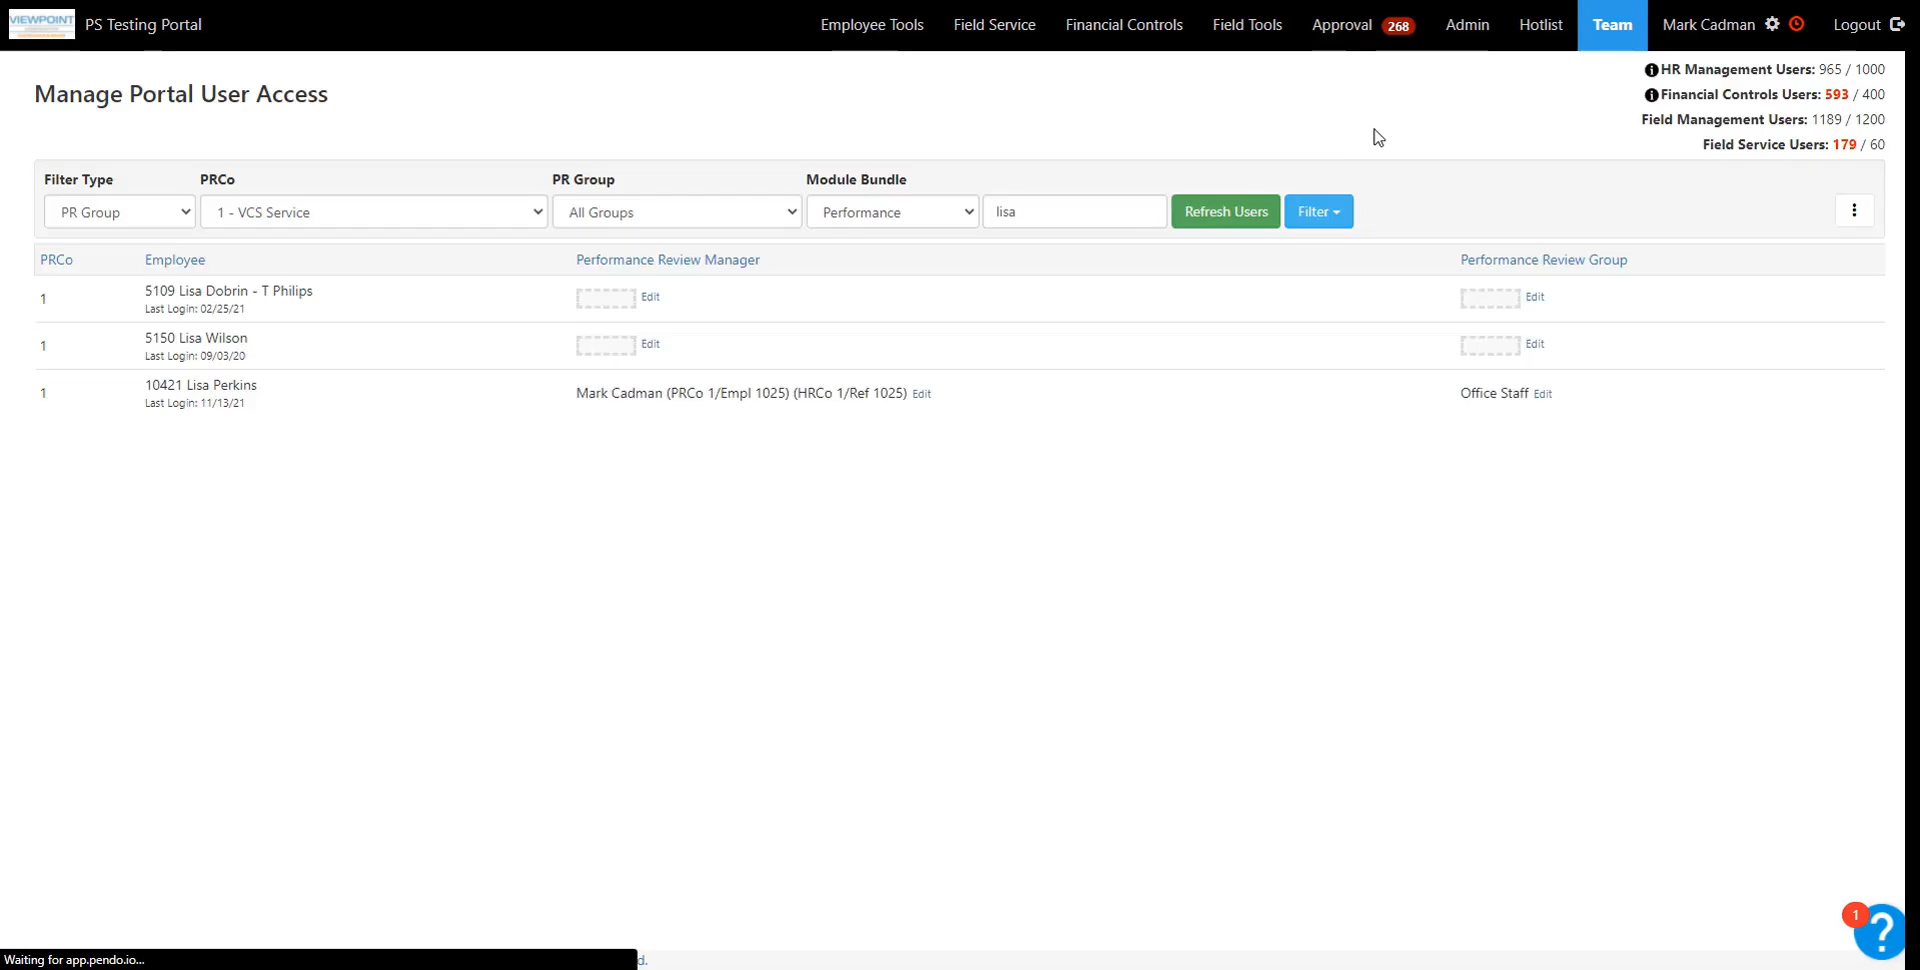 VIEWPOINT
PS Testing Portal
Employee Tools
Field Service
Financial Controls
Field Tools
Approval 268
Admin
Hotlist
Team
Mark Cadman
Logout
HR Management Users: 965 / 1000
Financial Controls Users: 593 / 400
Field Management Users: 1189 / 1200
Field Service Users: 179 / 60
Manage Portal User Access
Filter Type
PRCo
PR Group
Module Bundle
PR Group
1 - VCS Service
All Groups
Performance
lisa
Refresh Users
Filter
PRCo
Employee
Performance Review Manager
Performance Review Group
1
5109 Lisa Dobrin - T Philips
Last Login: 02/25/21
Edit
Edit
1
5150 Lisa Wilson
Last Login: 09/03/20
Edit
Edit
1
10421 Lisa Perkins
Last Login: 11/13/21
Mark Cadman (PRCo 1/Empl 1025) (HRCo 1/Ref 1025) Edit
Office Staff Edit
1
?
Waiting for app.pendo.io...
d.